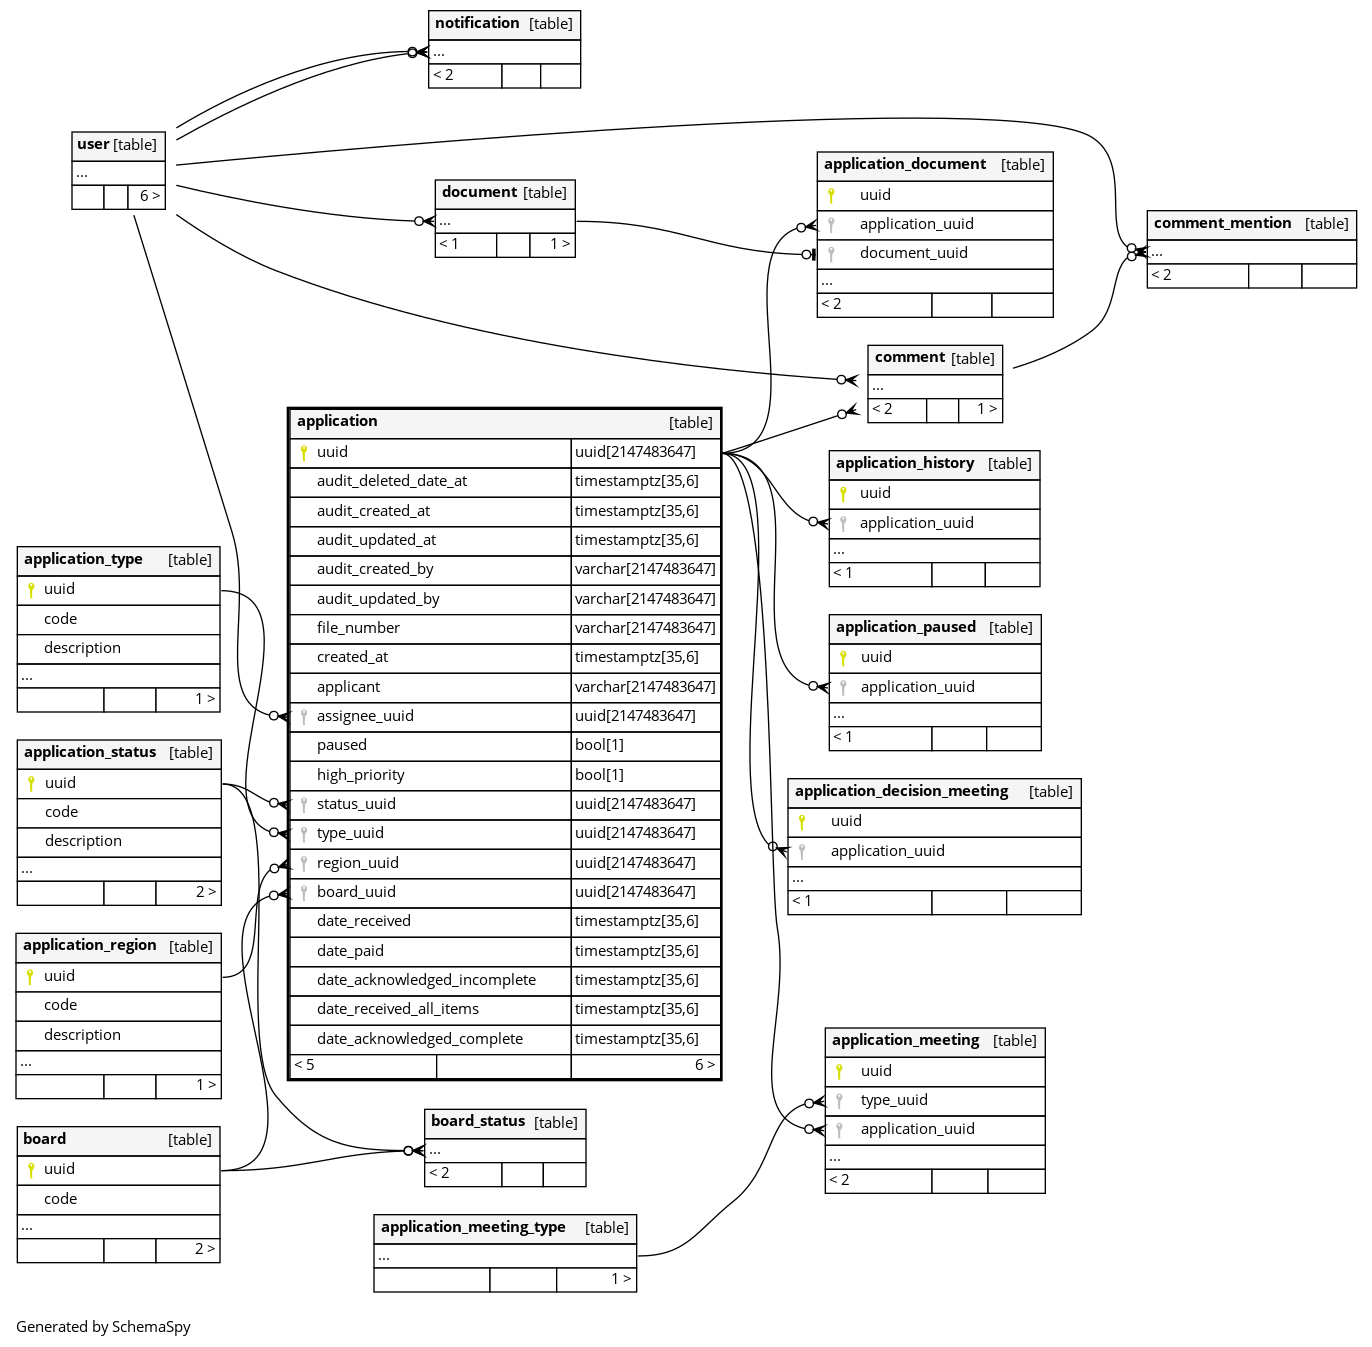 notification [table]
...
< 2
user [table]
...
6 >
document [table]
...
< 1 1 >
application_document [table]
uuid
application_uuid
document_uuid
...
< 2
comment_mention [table]
...
< 2
comment [table]
...
< 2 1 >
application [table]
uuid uuid[2147483647]
audit_deleted_date_at timestamptz[35,6]
audit_created_at timestamptz[35,6]
audit_updated_at timestamptz[35,6]
audit_created_by varchar[2147483647]
audit_updated_by varchar[2147483647]
file_number varchar[2147483647]
created_at timestamptz[35,6]
applicant varchar[2147483647]
assignee_uuid uuid[2147483647]
paused bool[1]
high_priority bool[1]
status_uuid uuid[2147483647]
type_uuid uuid[2147483647]
region_uuid uuid[2147483647]
board_uuid uuid[2147483647]
date_received timestamptz[35,6]
date_paid timestamptz[35,6]
date_acknowledged_incomplete timestamptz[35,6]
date_received_all_items timestamptz[35,6]
date_acknowledged_complete timestamptz[35,6]
< 5 6 >
application_history [table]
uuid
application_uuid
...
< 1
application_type [table]
uuid
code
description
...
1 >
application_paused [table]
uuid
application_uuid
...
< 1
application_status [table]
uuid
code
description
...
2 >
application_decision_meeting [table]
uuid
application_uuid
...
< 1
application_region [table]
uuid
code
description
...
1 >
application_meeting [table]
uuid
type_uuid
application_uuid
...
< 2
board [table]
uuid
code
...
2 >
board_status [table]
...
< 2
application_meeting_type [table]
...
1 >
Generated by SchemaSpy